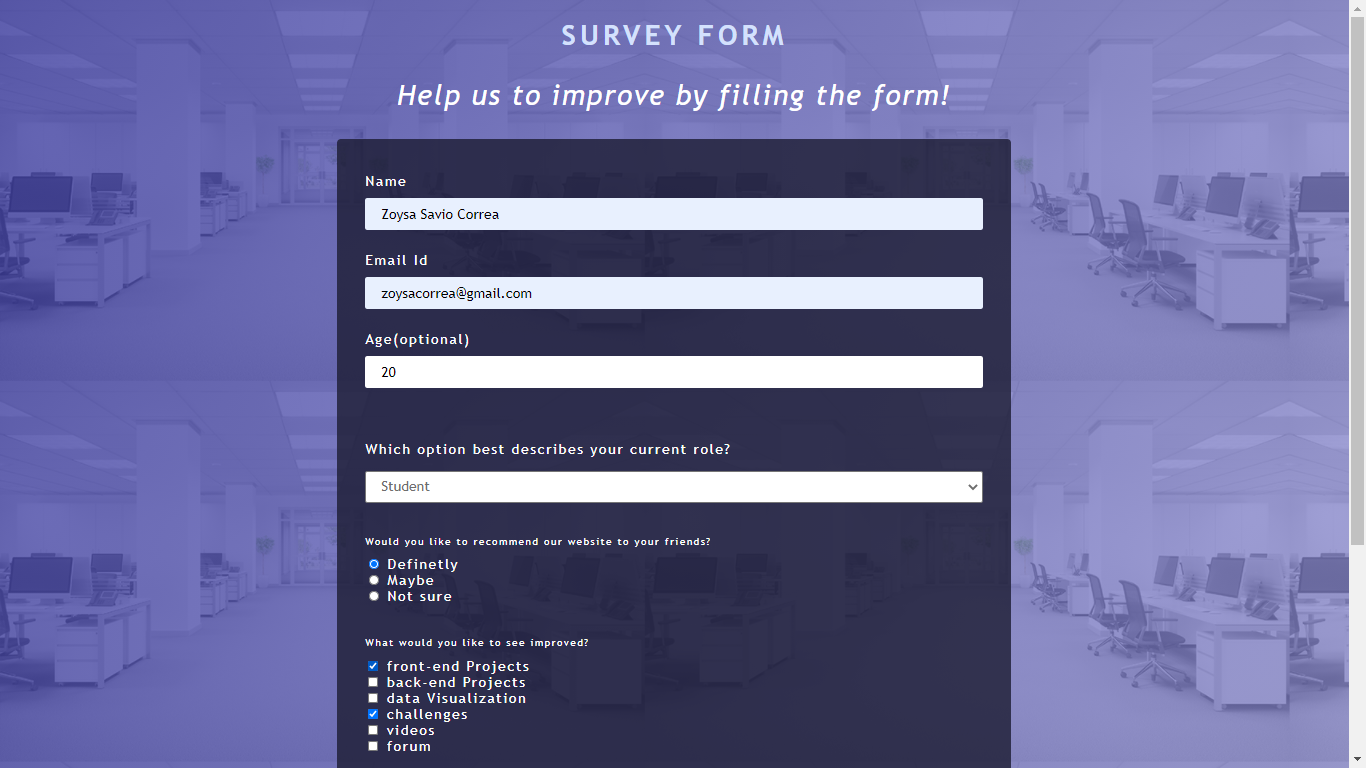 SURVEY FORM
Help us to improve by filling the form!
Name
Zoysa Savio Correa
Email Id
zoysacorrea@gmail.com
Age(optional)
20
Which option best describes your current role?
Student
Would you like to recommend our website to your friends?
Definetly
Maybe
Not sure
What would you like to see improved?
front-end Projects
back-end Projects
data Visualization
challenges
videos
forum